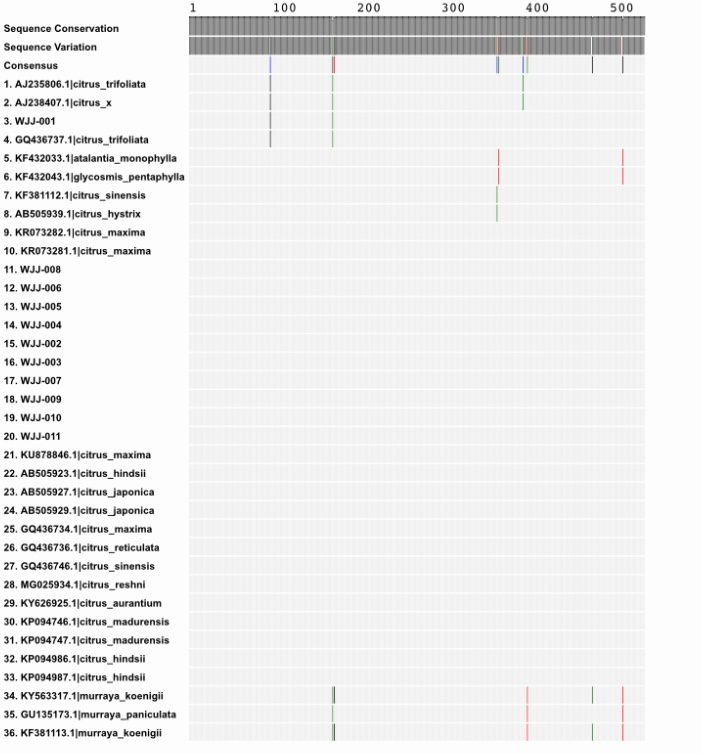 1 100 200 300 400 500
Sequence Conservation
Sequence Variation
Consensus
1. AJ235806.1|citrus_trifoliata
2. AJ238407.1|citrus_x
3. WJJ-001
4. GQ436737.1|citrus_trifoliata
5. KF432033.1|atalantia_monophylla
6. KF432043.1|glycosmis_pentaphylla
7. KF381112.1|citrus_sinensis
8. AB505939.1|citrus_hystrix
9. KR073282.1|citrus_maxima
10. KR073281.1|citrus_maxima
11. WJJ-008
12. WJJ-006
13. WJJ-005
14. WJJ-004
15. WJJ-002
16. WJJ-003
17. WJJ-007
18. WJJ-009
19. WJJ-010
20. WJJ-011
21. KU878846.1|citrus_maxima
22. AB505923.1|citrus_hindsii
23. AB505927.1|citrus_japonica
24. AB505929.1|citrus_japonica
25. GQ436734.1|citrus_maxima
26. GQ436736.1|citrus_reticulata
27. GQ436746.1|citrus_sinensis
28. MG025934.1|citrus_reshni
29. KY626925.1|citrus_aurantium
30. KP094746.1|citrus_madurensis
31. KP094747.1|citrus_madurensis
32. KP094986.1|citrus_hindsii
33. KP094987.1|citrus_hindsii
34. KY563317.1|murraya_koenigii
35. GU135173.1|murraya_paniculata
36. KF381113.1|murraya_koenigii